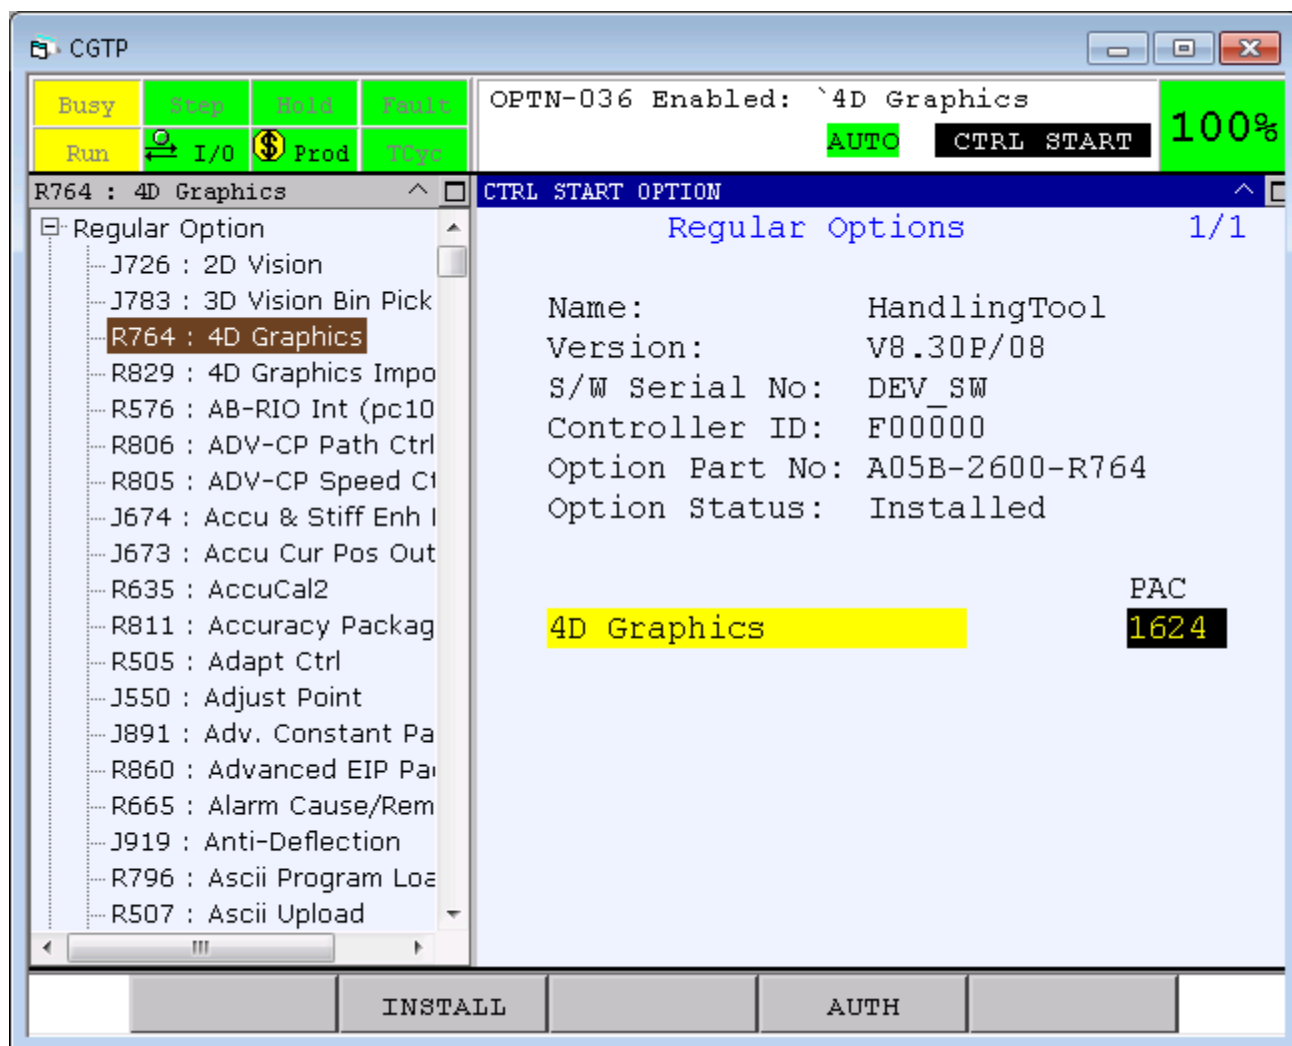 CGTP
Busy Step Hold Fault
Run I/O Prod TCyc
OPTN-036 Enabled: `4D Graphics
AUTO CTRL START 100%
R764 : 4D Graphics
Regular Option
J726 : 2D Vision
J783 : 3D Vision Bin Pick
R764 : 4D Graphics
R829 : 4D Graphics Impo
R576 : AB-RIO Int (pc10
R806 : ADV-CP Path Ctrl
R805 : ADV-CP Speed Ct
J674 : Accu & Stiff Enh I
J673 : Accu Cur Pos Out
R635 : AccuCal2
R811 : Accuracy Packag
R505 : Adapt Ctrl
J550 : Adjust Point
J891 : Adv. Constant Pa
R860 : Advanced EIP Pa
R665 : Alarm Cause/Rem
J919 : Anti-Deflection
R796 : Ascii Program Loa
R507 : Ascii Upload
CTRL START OPTION
Regular Options 1/1
Name: HandlingTool
Version: V8.30P/08
S/W Serial No: DEV_SW
Controller ID: F00000
Option Part No: A05B-2600-R764
Option Status: Installed
PAC
4D Graphics 1624
INSTALL AUTH